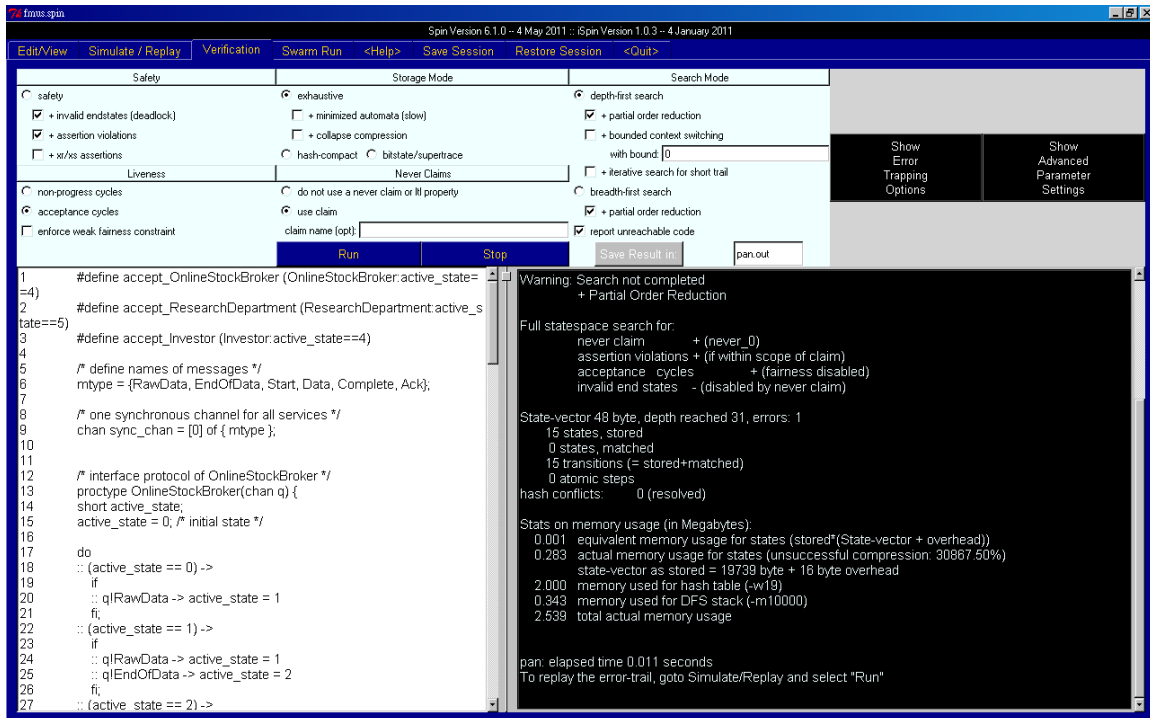 fmus.spin
Spin Version 6.1.0 -- 4 May 2011 :: iSpin Version 1.0.3 -- 4 January 2011
Edit/View Simulate / Replay Verification Swarm Run <Help> Save Session Restore Session <Quit>
Safety Storage Mode Search Mode
safety exhaustive depth-first search
+ invalid endstates (deadlock) + minimized automata (slow) + partial order reduction
+ assertion violations + collapse compression + bounded context switching
+ xr/xs assertions hash-compact bitstate/supertrace with bound: 0
Liveness Never Claims + iterative search for short trail
non-progress cycles do not use a never claim or ltl property breadth-first search
acceptance cycles use claim + partial order reduction
enforce weak fairness constraint claim name (opt): report unreachable code
Run Stop Save Result in: pan.out
Show Error Trapping Options
Show Advanced Parameter Settings
1 #define accept_OnlineStockBroker (OnlineStockBroker:active_state=
=4)
2 #define accept_ResearchDepartment (ResearchDepartment:active_s
tate==5)
3 #define accept_Investor (Investor:active_state==4)
4
5 /* define names of messages */
6 mtype = {RawData, EndOfData, Start, Data, Complete, Ack};
7
8 /* one synchronous channel for all services */
9 chan sync_chan = [0] of { mtype };
10
11
12 /* interface protocol of OnlineStockBroker */
13 proctype OnlineStockBroker(chan q) {
14 short active_state;
15 active_state = 0; /* initial state */
16
17 do
18 :: (active_state == 0) ->
19 if
20 :: q!RawData -> active_state = 1
21 fi;
22 :: (active_state == 1) ->
23 if
24 :: q!RawData -> active_state = 1
25 :: q!EndOfData -> active_state = 2
26 fi;
27 :: (active_state == 2) ->
Warning: Search not completed
+ Partial Order Reduction
Full statespace search for:
never claim + (never_0)
assertion violations + (if within scope of claim)
acceptance cycles + (fairness disabled)
invalid end states - (disabled by never claim)
State-vector 48 byte, depth reached 31, errors: 1
15 states, stored
0 states, matched
15 transitions (= stored+matched)
0 atomic steps
hash conflicts: 0 (resolved)
Stats on memory usage (in Megabytes):
0.001 equivalent memory usage for states (stored*(State-vector + overhead))
0.283 actual memory usage for states (unsuccessful compression: 30867.50%)
state-vector as stored = 19739 byte + 16 byte overhead
2.000 memory used for hash table (-w19)
0.343 memory used for DFS stack (-m10000)
2.539 total actual memory usage
pan: elapsed time 0.011 seconds
To replay the error-trail, goto Simulate/Replay and select "Run"